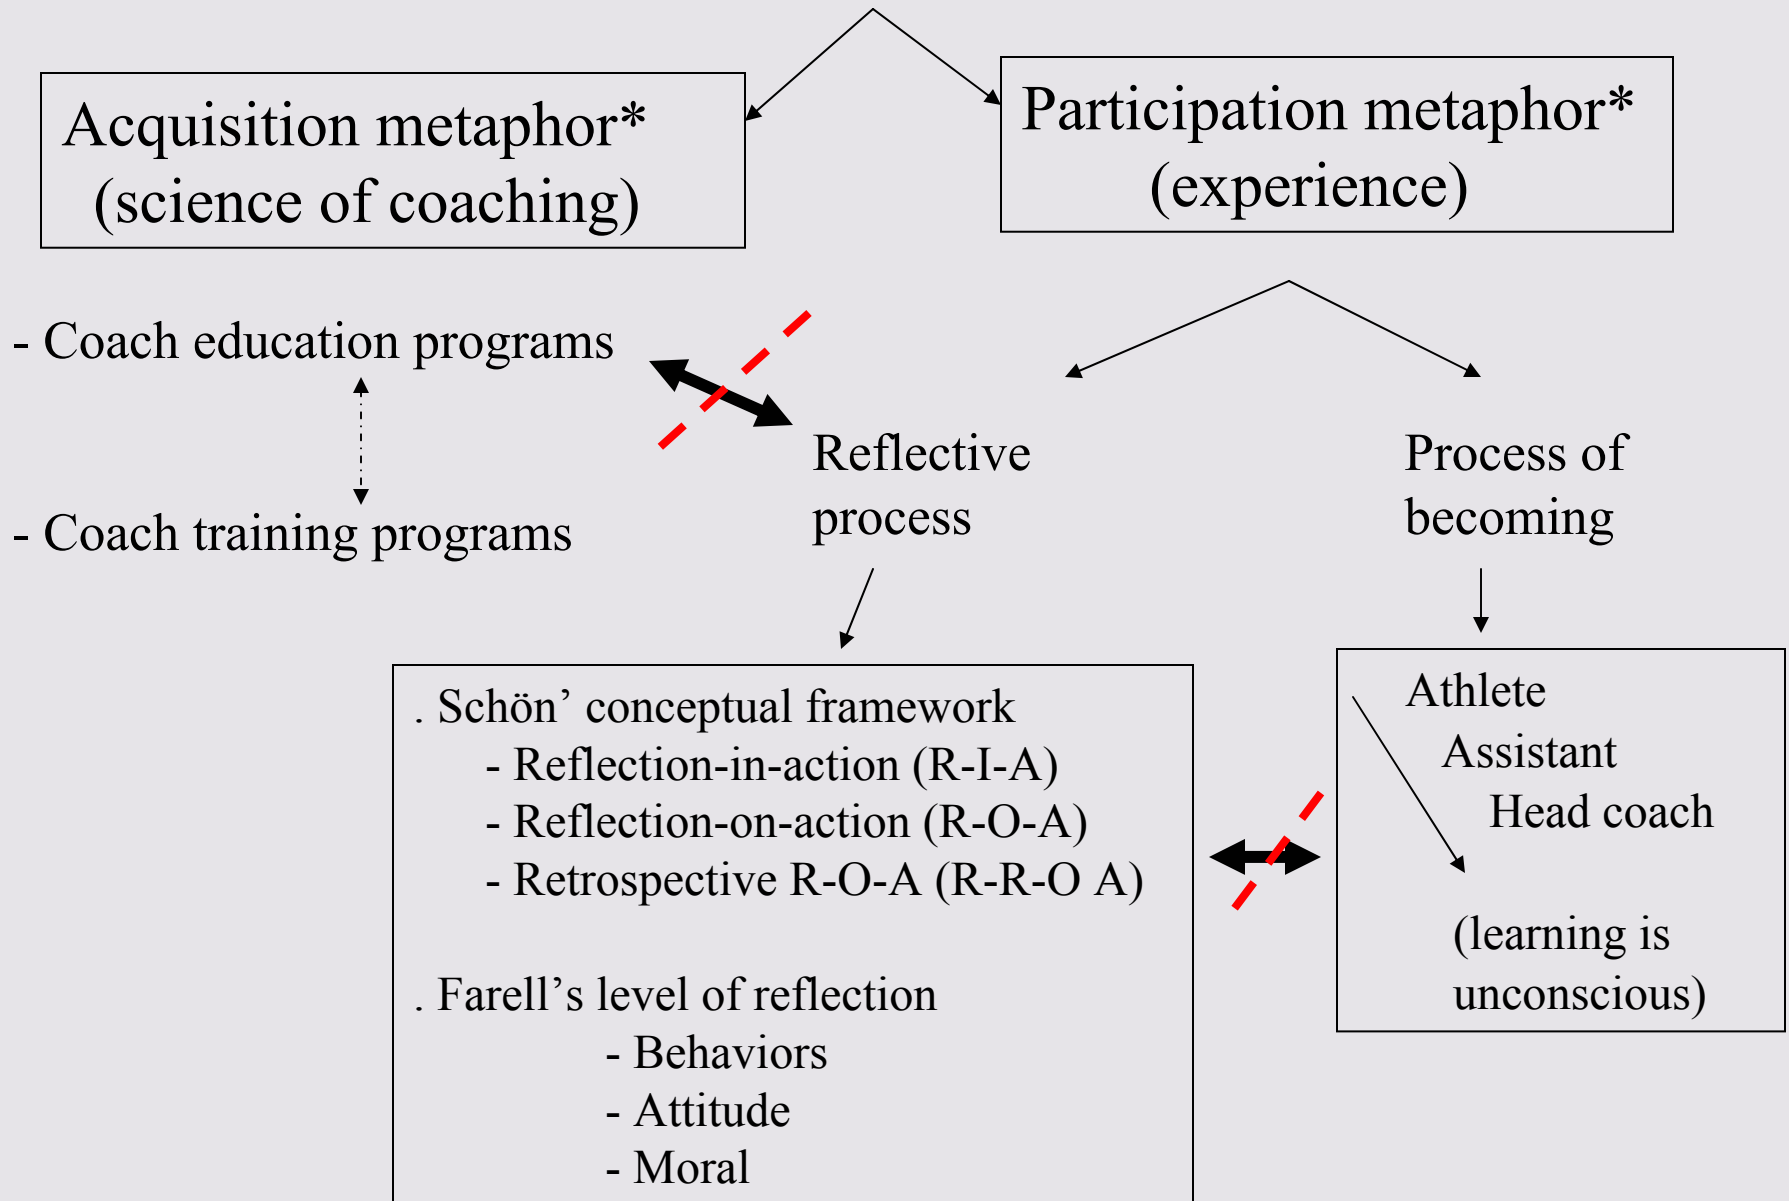 Acquisition metaphor*
(science of coaching)
Participation metaphor*
(experience)
- Coach education programs
- Coach training programs
Reflective
process
Process of
becoming
. Schön’ conceptual framework
- Reflection-in-action (R-I-A)
- Reflection-on-action (R-O-A)
- Retrospective R-O-A (R-R-O A)
. Farell’s level of reflection
- Behaviors
- Attitude
- Moral
Athlete
Assistant
Head coach
(learning is
unconscious)